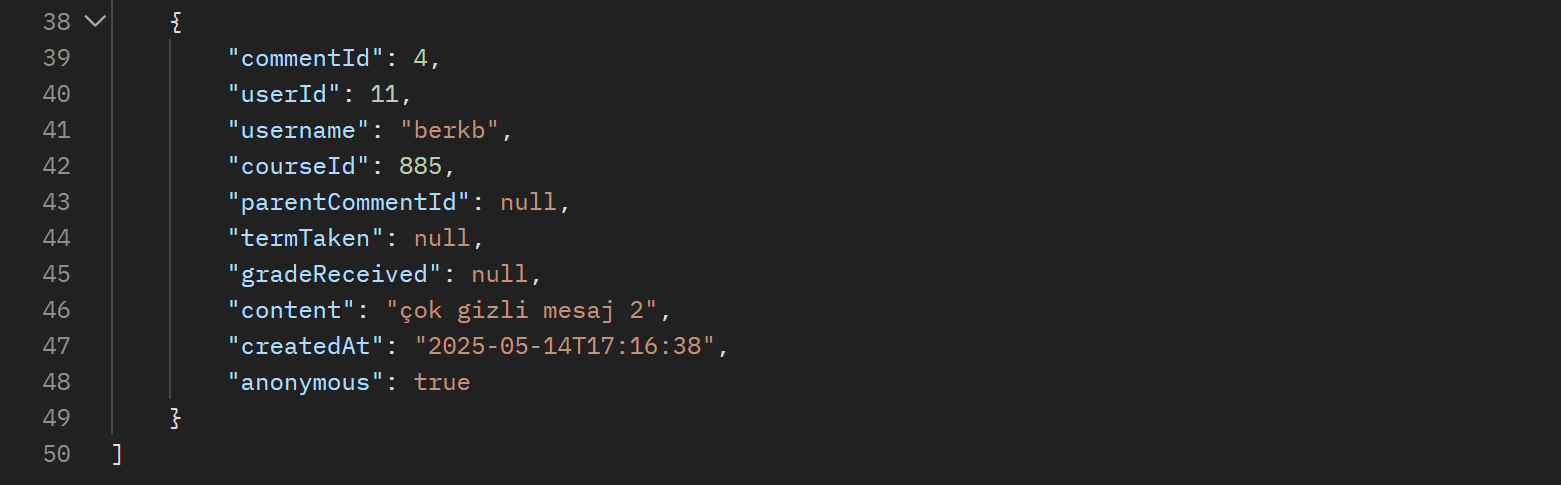 38 {
39 "commentId": 4,
40 "userId": 11,
41 "username": "berkb",
42 "courseId": 885,
43 "parentCommentId": null,
44 "termTaken": null,
45 "gradeReceived": null,
46 "content": "çok gizli mesaj 2",
47 "createdAt": "2025-05-14T17:16:38",
48 "anonymous": true
49 }
50 ]